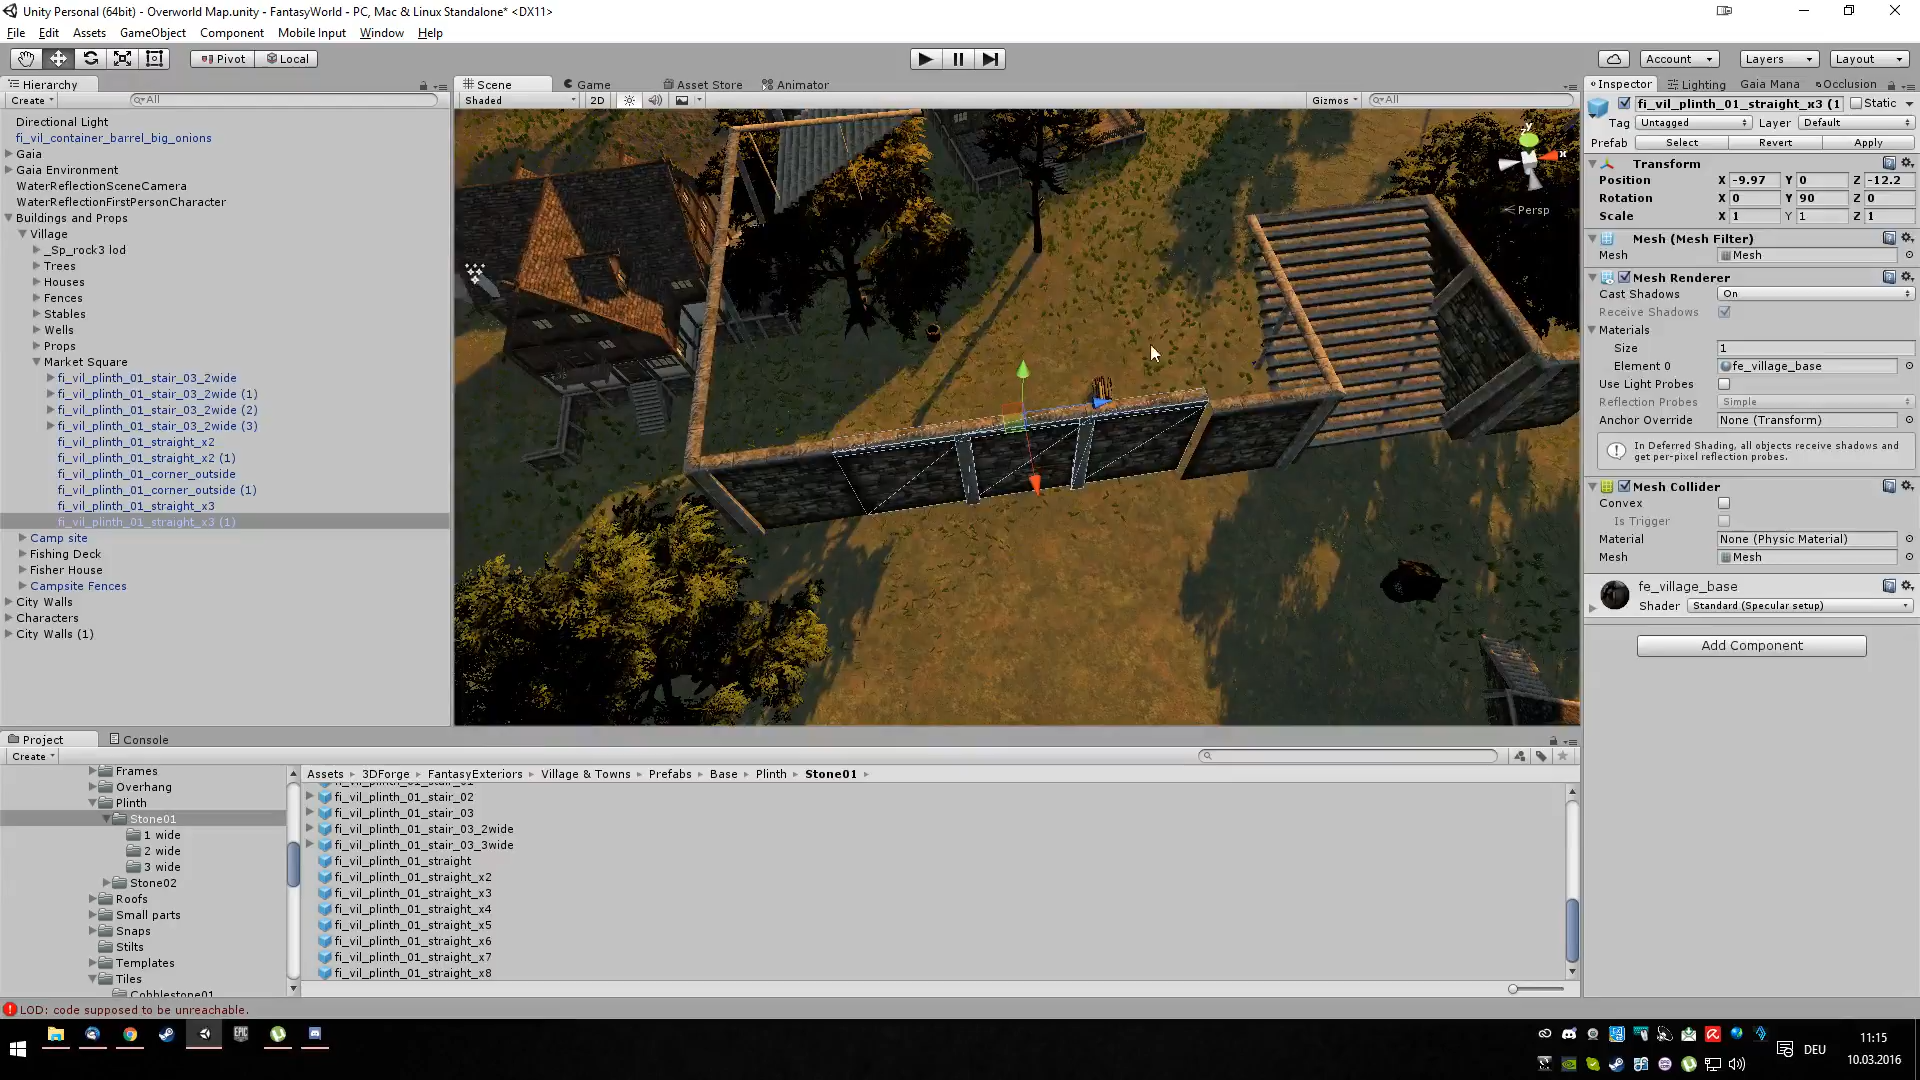 Unity Personal (64bit) - Overworld Map.unity - FantasyWorld - PC, Mac & Linux Standalone* <DX11>
File Edit Assets GameObject Component Mobile Input Window Help
Pivot Local Account Layers Layout
Hierarchy
Create All
Directional Light
fi_vil_container_barrel_big_onions
Gaia
Gaia Environment
WaterReflectionSceneCamera
WaterReflectionFirstPersonCharacter
Buildings and Props
Village
_Sp_rock3 lod
Trees
Houses
Fences
Stables
Wells
Props
Market Square
fi_vil_plinth_01_stair_03_2wide
fi_vil_plinth_01_stair_03_2wide (1)
fi_vil_plinth_01_stair_03_2wide (2)
fi_vil_plinth_01_stair_03_2wide (3)
fi_vil_plinth_01_straight_x2
fi_vil_plinth_01_straight_x2 (1)
fi_vil_plinth_01_corner_outside
fi_vil_plinth_01_corner_outside (1)
fi_vil_plinth_01_straight_x3
fi_vil_plinth_01_straight_x3 (1)
Camp site
Fishing Deck
Fisher House
Campsite Fences
City Walls
Characters
City Walls (1)
Scene Game Asset Store Animator
Shaded 2D Gizmos All
y
x
Persp
Inspector Lighting Gaia Mana Occlusion
fi_vil_plinth_01_straight_x3 (1 Static
Tag Untagged Layer Default
Prefab Select Revert Apply
Transform
Position X -9.97 Y 0 Z -12.2
Rotation X 0 Y 90 Z 0
Scale X 1 Y 1 Z 1
Mesh (Mesh Filter)
Mesh Mesh
Mesh Renderer
Cast Shadows On
Receive Shadows
Materials
Size 1
Element 0 fe_village_base
Use Light Probes
Reflection Probes Simple
Anchor Override None (Transform)
In Deferred Shading, all objects receive shadows and
get per-pixel reflection probes.
Mesh Collider
Convex
Is Trigger
Material None (Physic Material)
Mesh Mesh
fe_village_base
Shader Standard (Specular setup)
Add Component
Project Console
Create
Frames
Overhang
Plinth
Stone01
1 wide
2 wide
3 wide
Stone02
Roofs
Small parts
Snaps
Stilts
Templates
Tiles
Cobblestone01
Assets 3DForge FantasyExteriors Village & Towns Prefabs Base Plinth Stone01
fi_vil_plinth_01_stair_01
fi_vil_plinth_01_stair_02
fi_vil_plinth_01_stair_03
fi_vil_plinth_01_stair_03_2wide
fi_vil_plinth_01_stair_03_3wide
fi_vil_plinth_01_straight
fi_vil_plinth_01_straight_x2
fi_vil_plinth_01_straight_x3
fi_vil_plinth_01_straight_x4
fi_vil_plinth_01_straight_x5
fi_vil_plinth_01_straight_x6
fi_vil_plinth_01_straight_x7
fi_vil_plinth_01_straight_x8
LOD: code supposed to be unreachable.
EPIC
DEU
11:15
10.03.2016